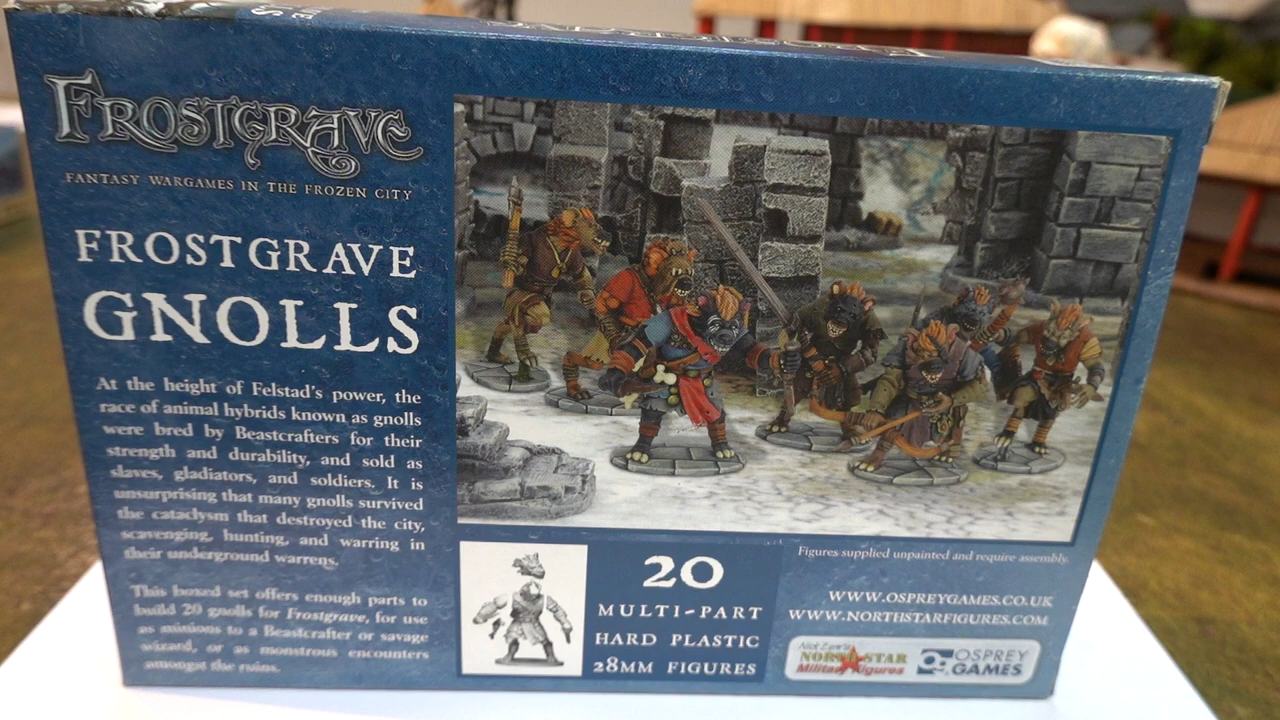 FROSTGRAVE
FANTASY WARGAMES IN THE FROZEN CITY
FROSTGRAVE
GNOLLS
At the height of Felstad's power, the
race of animal hybrids known as gnolls
were bred by Beastcrafters for their
strength and durability, and sold as
slaves, gladiators, and soldiers. It is
unsurprising that many gnolls survived
the cataclysm that destroyed the city,
scavenging, hunting, and warring in
their underground warrens.
This boxed set offers enough parts to
build 20 gnolls for Frostgrave, for use
as minions to a Beastcrafter or savage
wizard, or as monstrous encounters
amongst the ruins.
20
MULTI-PART
HARD PLASTIC
28MM FIGURES
Figures supplied unpainted and require assembly.
WWW.OSPREYGAMES.CO.UK
WWW.NORTHSTARFIGURES.COM
NORTH STAR
Military Figures
OSPREY
GAMES